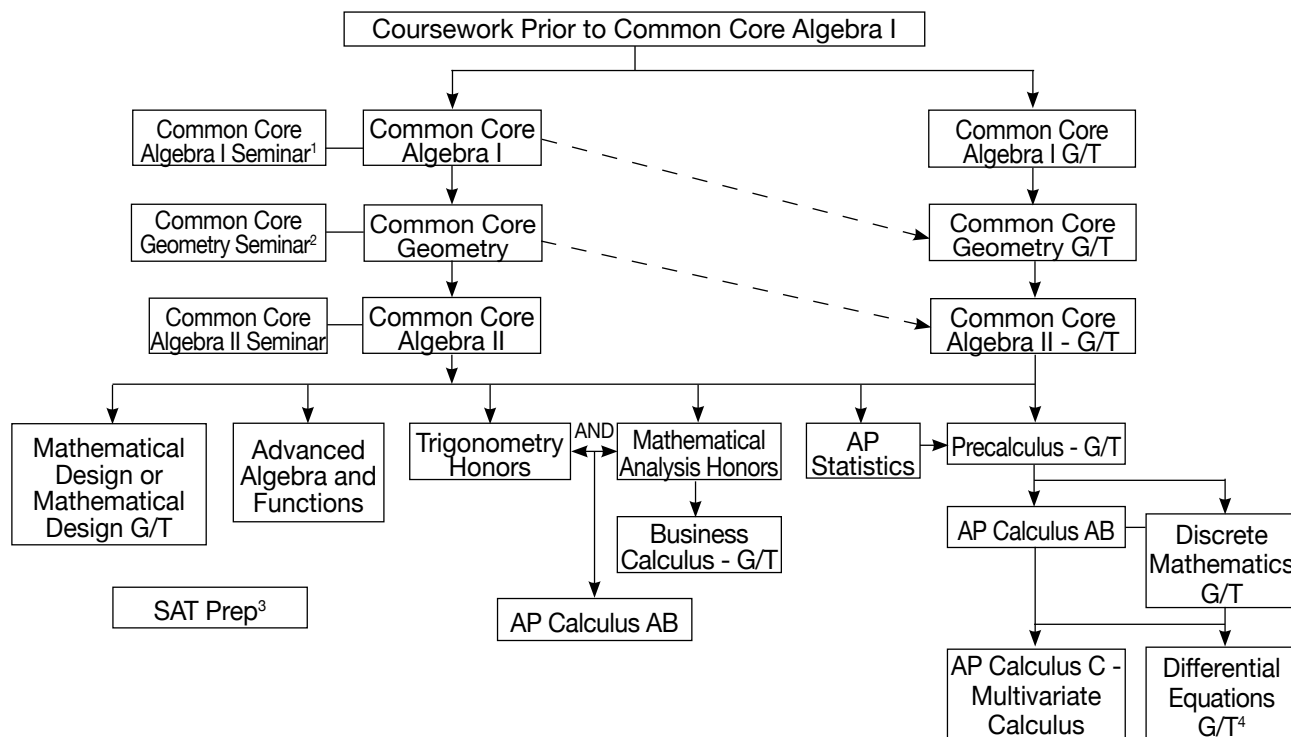 Coursework Prior to Common Core Algebra I
Common Core
Algebra I Seminar¹
Common Core
Algebra I
Common Core
Algebra I G/T
Common Core
Geometry Seminar²
Common Core
Geometry
Common Core
Geometry G/T
Common Core
Algebra II Seminar
Common Core
Algebra II
Common Core
Algebra II - G/T
Mathematical
Design or
Mathematical
Design G/T
Advanced
Algebra and
Functions
Trigonometry
Honors
AND
Mathematical
Analysis Honors
AP
Statistics
Precalculus - G/T
Business
Calculus - G/T
AP Calculus AB
Discrete
Mathematics
G/T
SAT Prep³
AP Calculus AB
AP Calculus C -
Multivariate
Calculus
Differential
Equations
G/T⁴